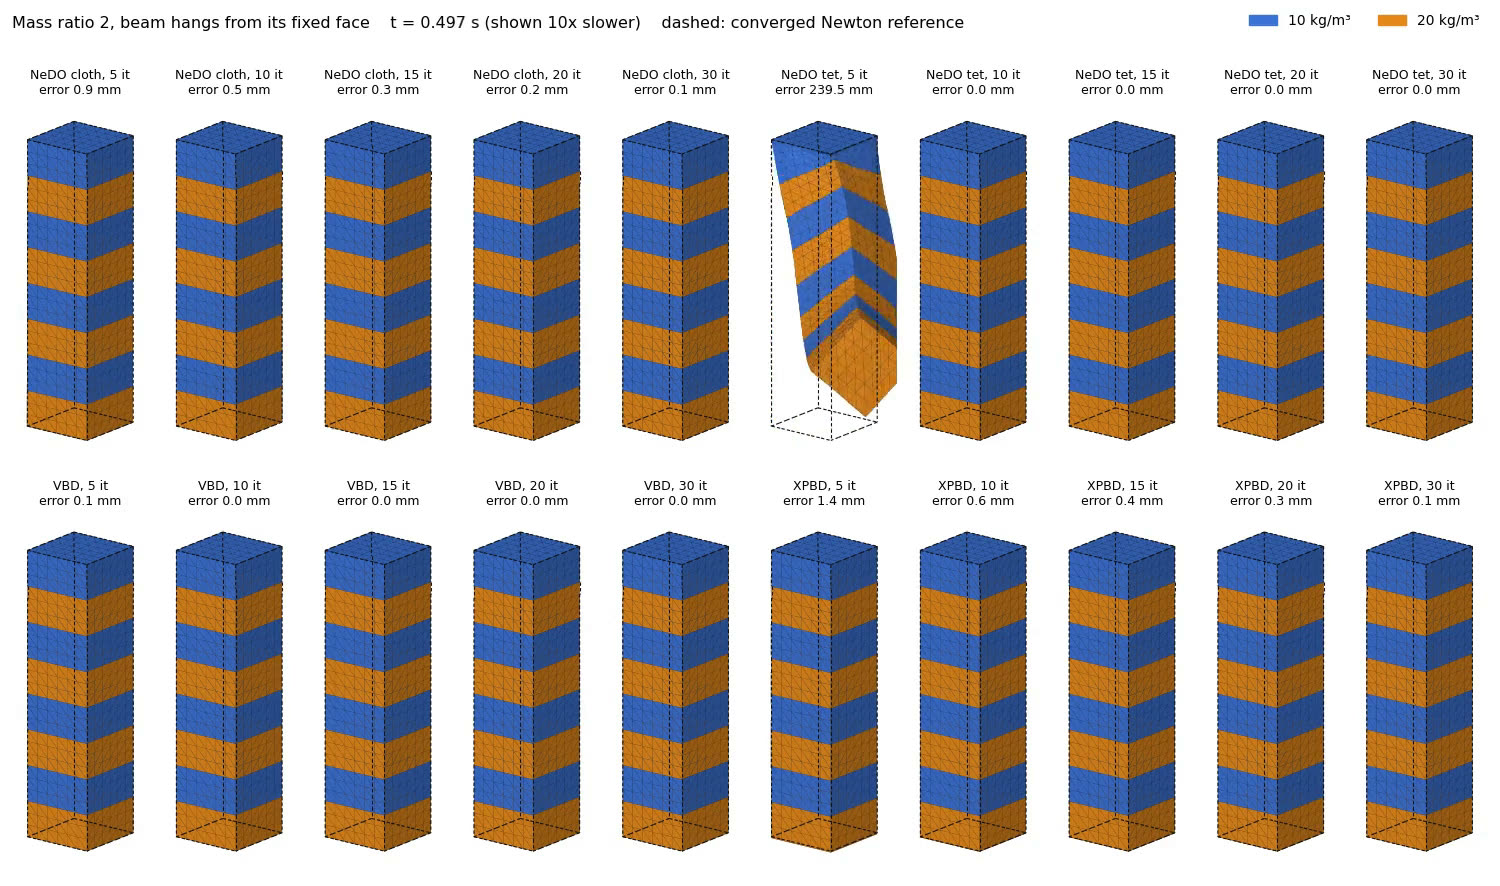 Mass ratio 2, beam hangs from its fixed face    t = 0.497 s (shown 10x slower)    dashed: converged Newton reference
10 kg/m³    20 kg/m³
NeDO cloth, 5 it
error 0.9 mm
NeDO cloth, 10 it
error 0.5 mm
NeDO cloth, 15 it
error 0.3 mm
NeDO cloth, 20 it
error 0.2 mm
NeDO cloth, 30 it
error 0.1 mm
NeDO tet, 5 it
error 239.5 mm
NeDO tet, 10 it
error 0.0 mm
NeDO tet, 15 it
error 0.0 mm
NeDO tet, 20 it
error 0.0 mm
NeDO tet, 30 it
error 0.0 mm
VBD, 5 it
error 0.1 mm
VBD, 10 it
error 0.0 mm
VBD, 15 it
error 0.0 mm
VBD, 20 it
error 0.0 mm
VBD, 30 it
error 0.0 mm
XPBD, 5 it
error 1.4 mm
XPBD, 10 it
error 0.6 mm
XPBD, 15 it
error 0.4 mm
XPBD, 20 it
error 0.3 mm
XPBD, 30 it
error 0.1 mm